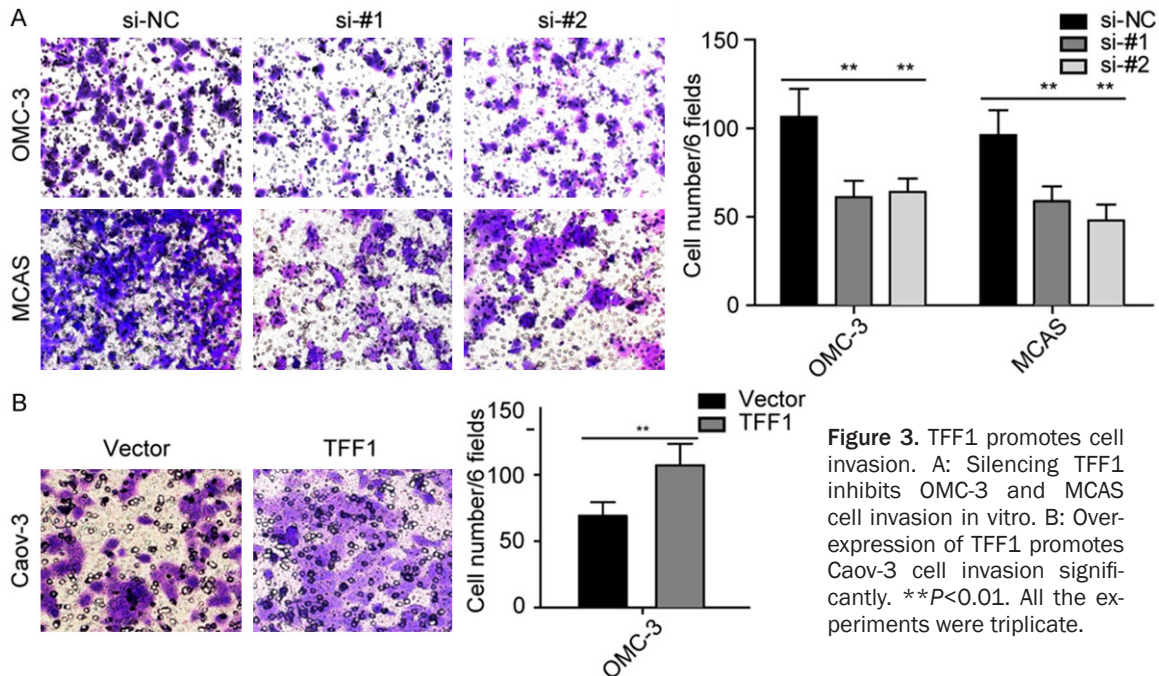 A
si-NC
si-#1
si-#2
OMC-3
MCAS
Cell number/6 fields
150
100
50
0
** **
** **
OMC-3
MCAS
si-NC
si-#1
si-#2
B
Vector
TFF1
Caov-3
Cell number/6 fields
150
100
50
0
**
OMC-3
Vector
TFF1
Figure 3. TFF1 promotes cell
invasion. A: Silencing TFF1
inhibits OMC-3 and MCAS
cell invasion in vitro. B: Over-
expression of TFF1 promotes
Caov-3 cell invasion signifi-
cantly. **P<0.01. All the ex-
periments were triplicate.